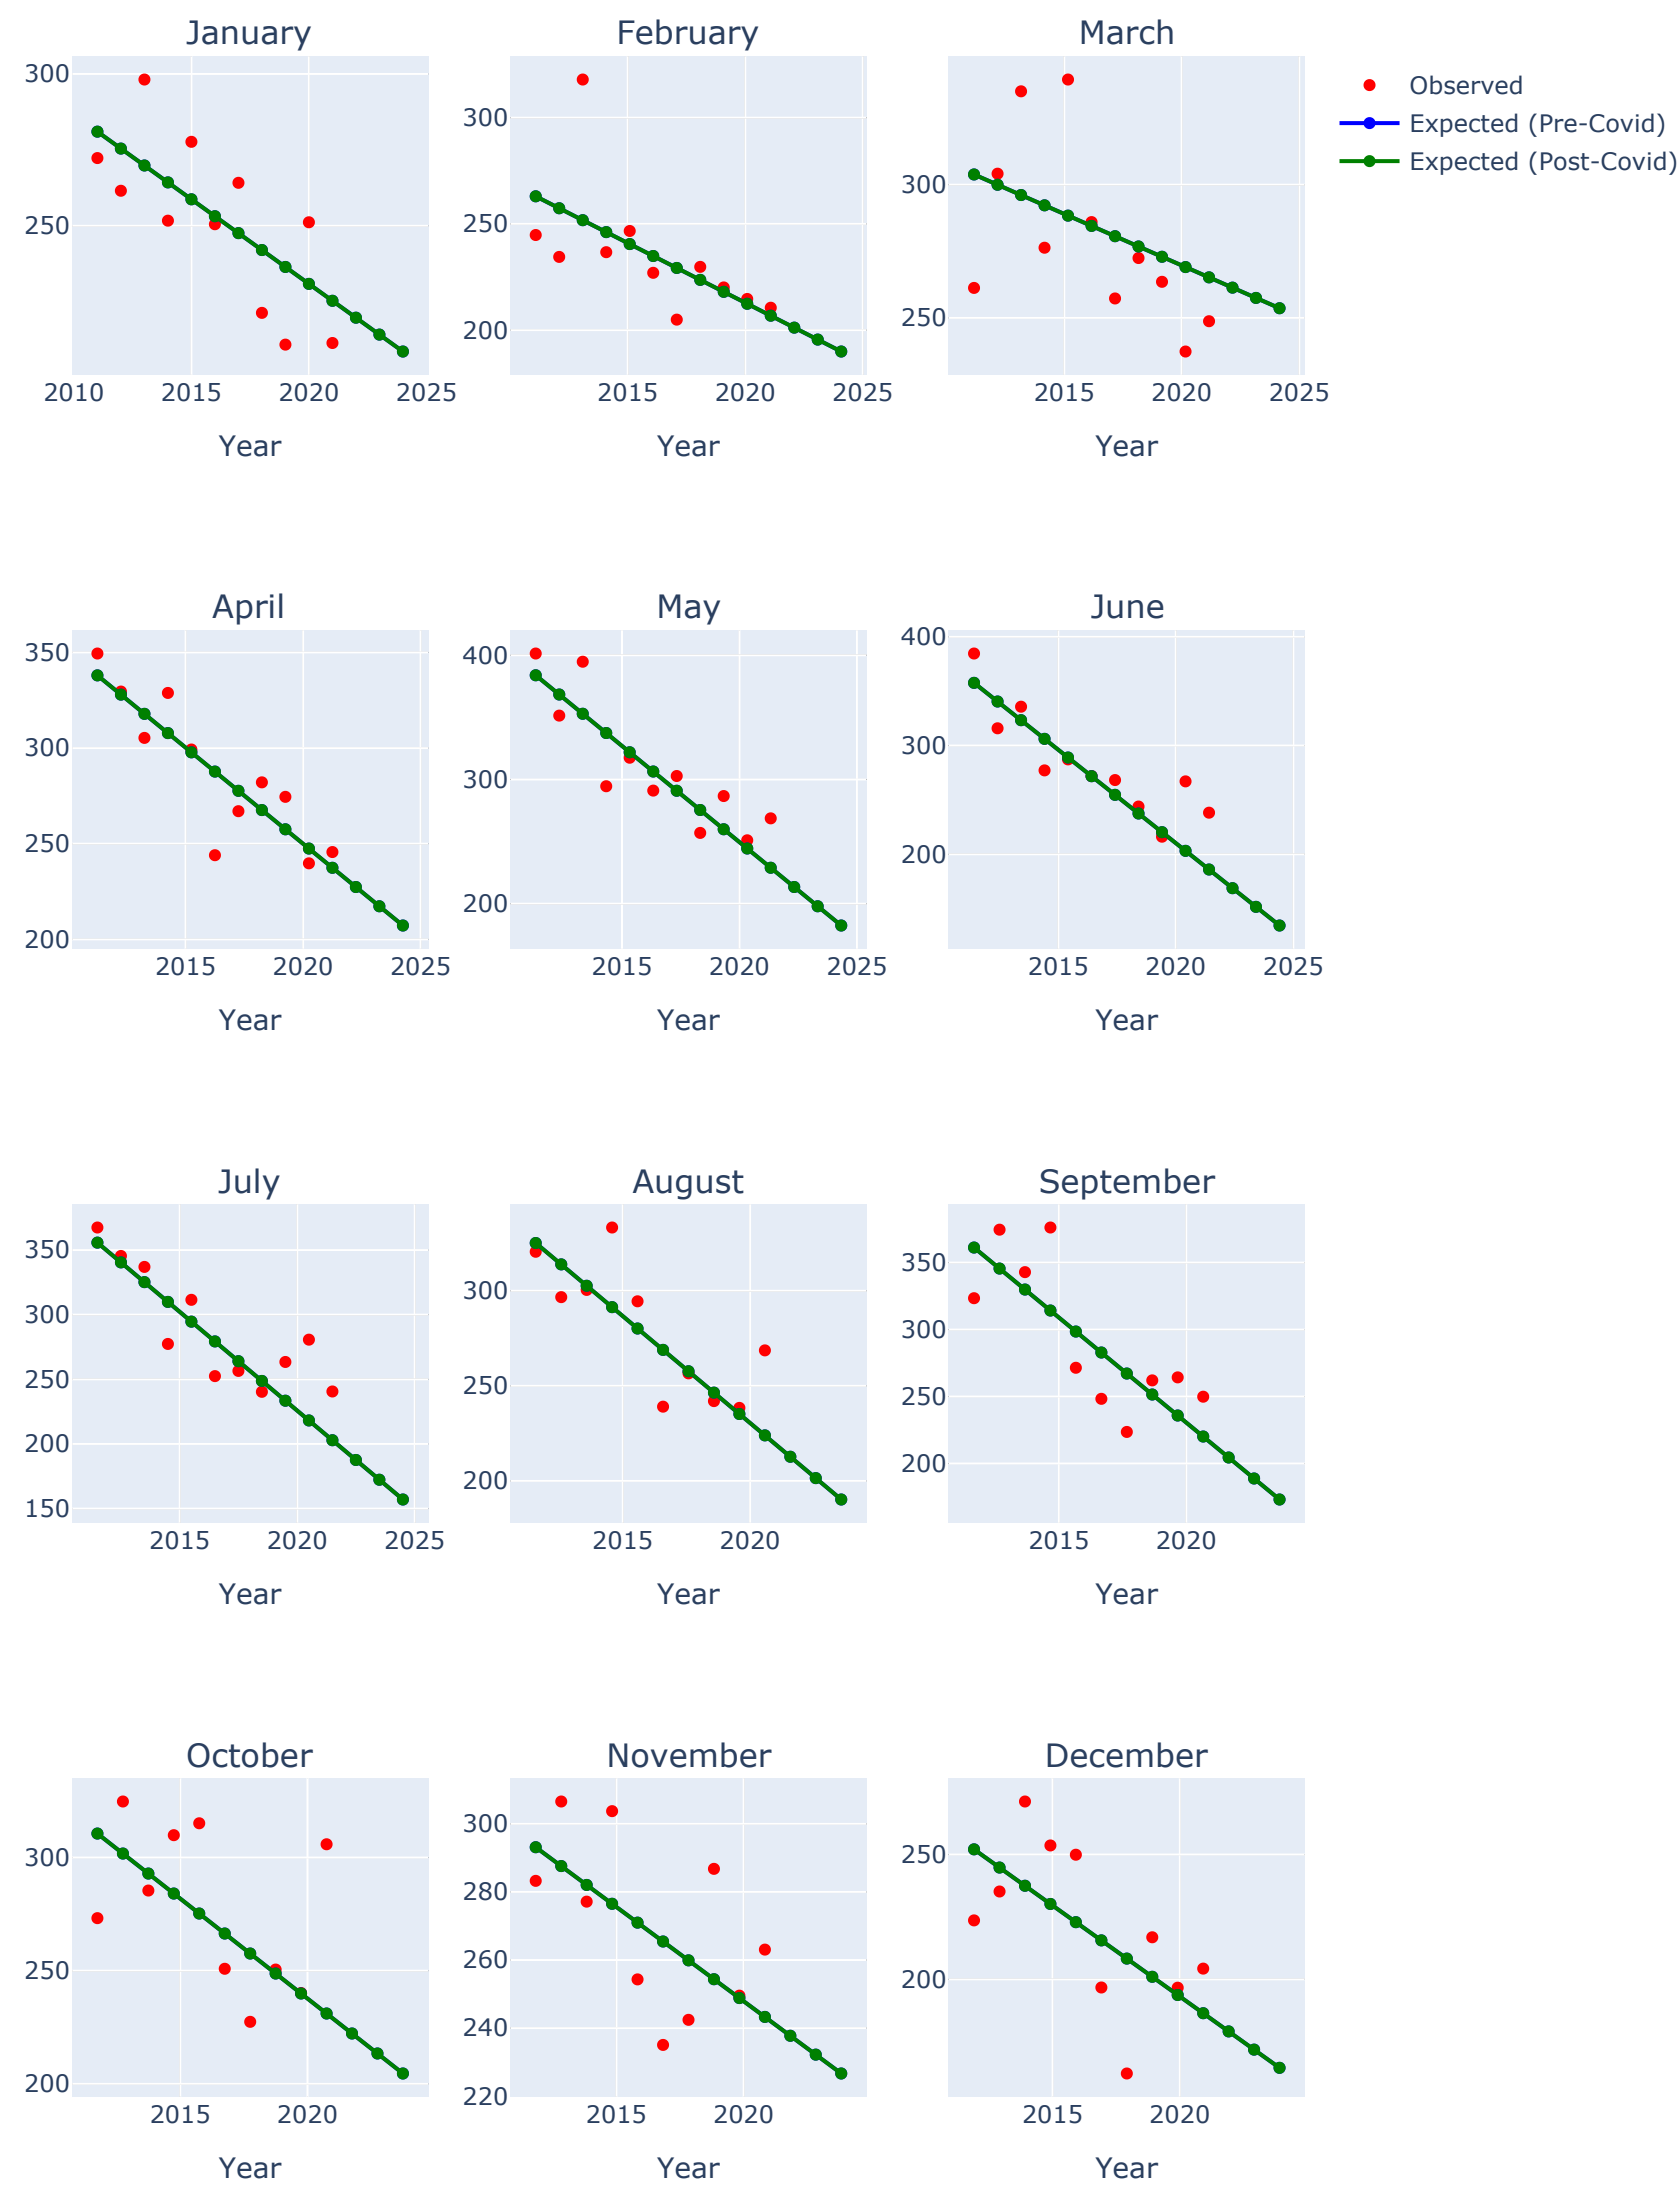 January
February
March
300
250
2010
2015
2020
2025
Year
300
250
200
2015
2020
2025
Year
300
250
2015
2020
2025
Year
Observed
Expected (Pre-Covid)
Expected (Post-Covid)
April
May
June
350
300
250
200
2015
2020
2025
Year
400
300
200
2015
2020
2025
Year
400
300
200
2015
2020
2025
Year
July
August
September
350
300
250
200
150
2015
2020
2025
Year
300
250
200
2015
2020
Year
350
300
250
200
2015
2020
Year
October
November
December
300
250
200
2015
2020
Year
300
280
260
240
220
2015
2020
Year
250
200
2015
2020
Year